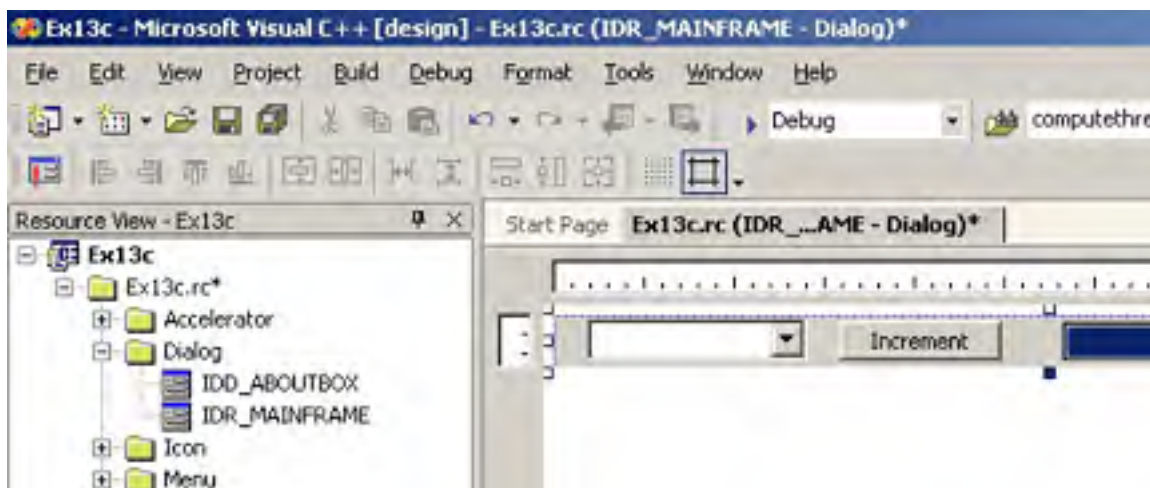 Ex13c - Microsoft Visual C++ [design] - Ex13c.rc (IDR_MAINFRAME - Dialog)*
File Edit View Project Build Debug Format Tools Window Help
Debug computethre
Resource View - Ex13c
Start Page Ex13c.rc (IDR_...AME - Dialog)*
Ex13c
Ex13c.rc*
Accelerator
Dialog
IDD_ABOUTBOX
IDR_MAINFRAME
Icon
Menu
Increment